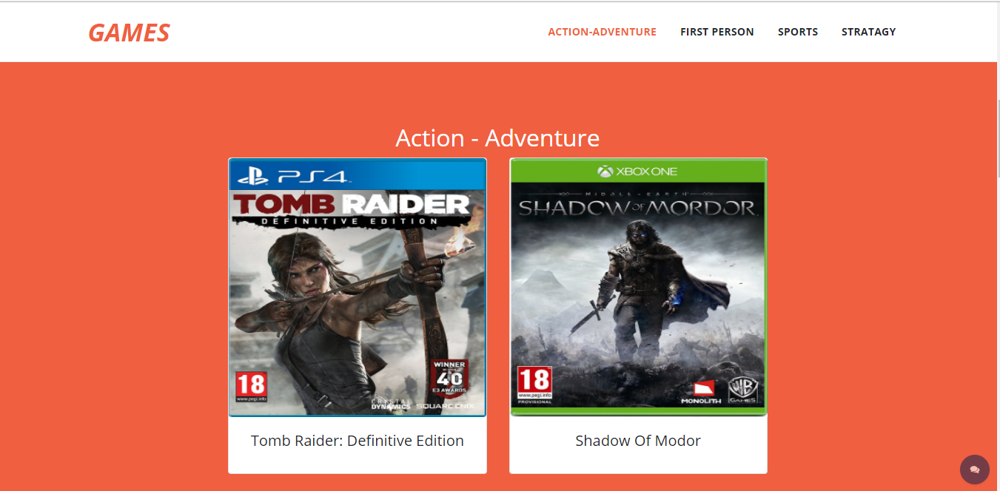 GAMES
ACTION-ADVENTURE FIRST PERSON SPORTS STRATAGY
Action - Adventure
PS4
TOMB RAIDER
DEFINITIVE EDITION
WINNER
40
E3 AWARDS
18
www.pegi.info
CRYSTAL
DYNAMICS
SQUARE ENIX
XBOX ONE
MIDDLE-EARTH
SHADOW OF MORDOR
18
www.pegi.info
PROVISIONAL
MONOLITH
WB
GAMES
Tomb Raider: Definitive Edition
Shadow Of Modor